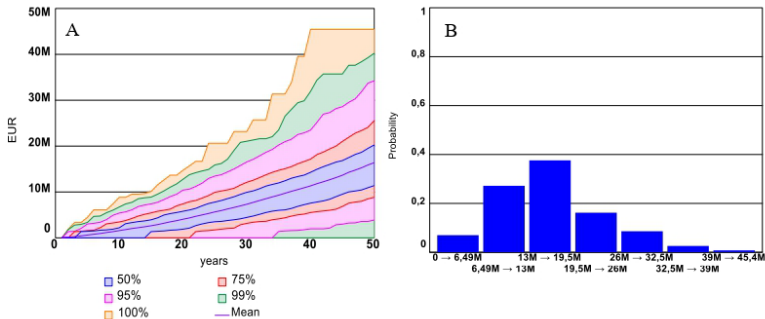 A
50M
40M
30M
20M
10M
0
EUR
0
10
20
30
40
50
years
50%
75%
95%
99%
100%
Mean
B
1
0,8
0,6
0,4
0,2
0
Probability
0 → 6,49M
13M → 19,5M
26M → 32,5M
39M → 45,4M
6,49M → 13M
19,5M → 26M
32,5M → 39M